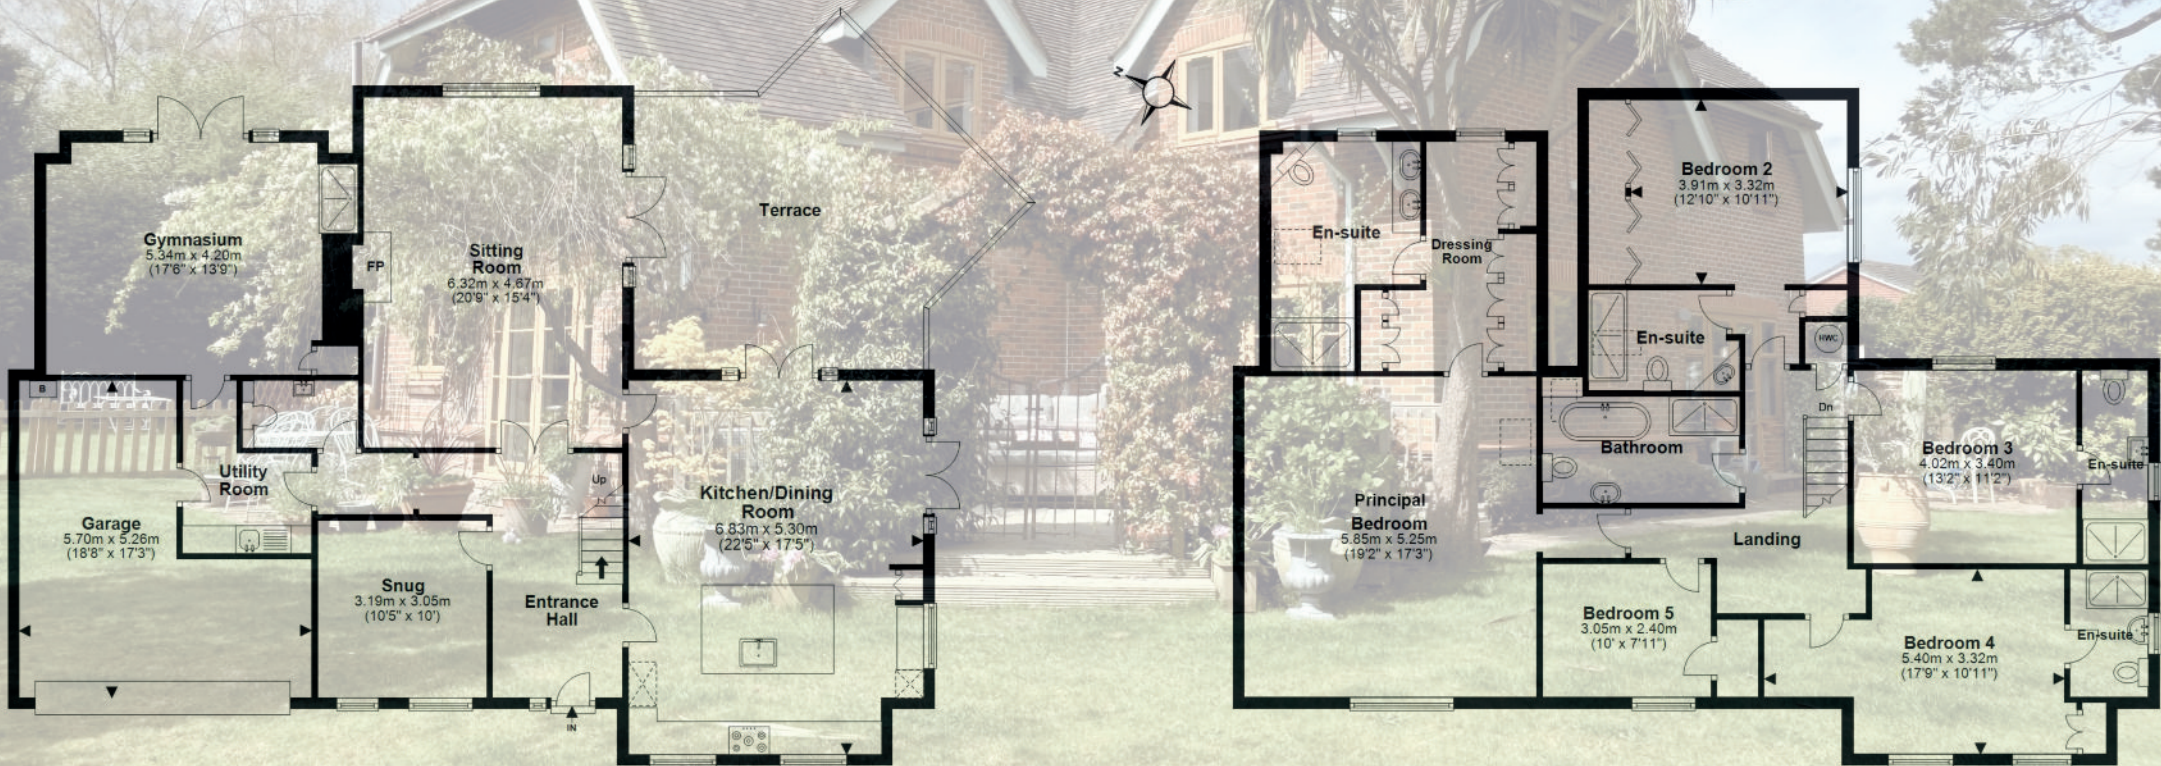 Gymnasium
5.34m x 4.20m
(17'6" x 13'9")
FP
Sitting
Room
6.32m x 4.67m
(20'9" x 15'4")
Terrace
N
B
Utility
Room
Garage
5.70m x 5.26m
(18'8" x 17'3")
Snug
3.19m x 3.05m
(10'5" x 10')
Up
Entrance
Hall
IN
Kitchen/Dining
Room
6.83m x 5.30m
(22'5" x 17'5")
En-suite
Dressing
Room
Bedroom 2
3.91m x 3.32m
(12'10" x 10'11")
En-suite
HWC
Dn
Bathroom
Principal
Bedroom
5.85m x 5.25m
(19'2" x 17'3")
Landing
Bedroom 3
4.02m x 3.40m
(13'2" x 11'2")
En-suite
Bedroom 5
3.05m x 2.40m
(10' x 7'11")
Bedroom 4
5.40m x 3.32m
(17'9" x 10'11")
En-suite